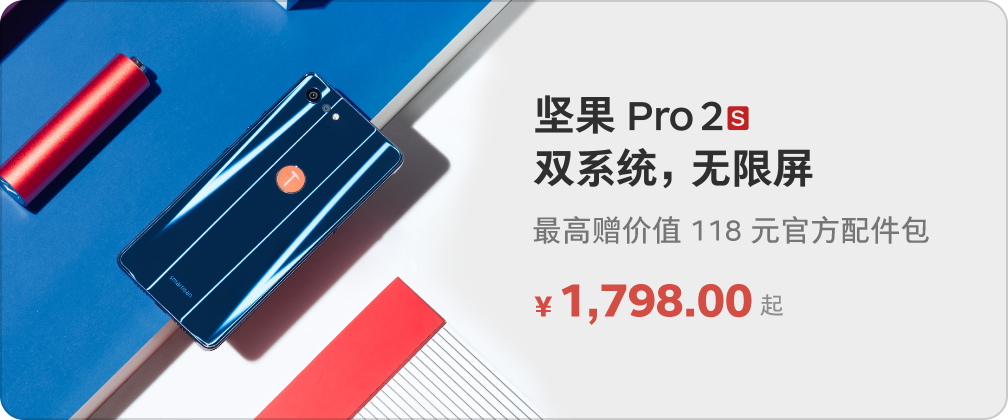 坚果 Pro 2S
双系统，无限屏
最高赠价值 118 元官方配件包
¥ 1,798.00 起
T
smartisan